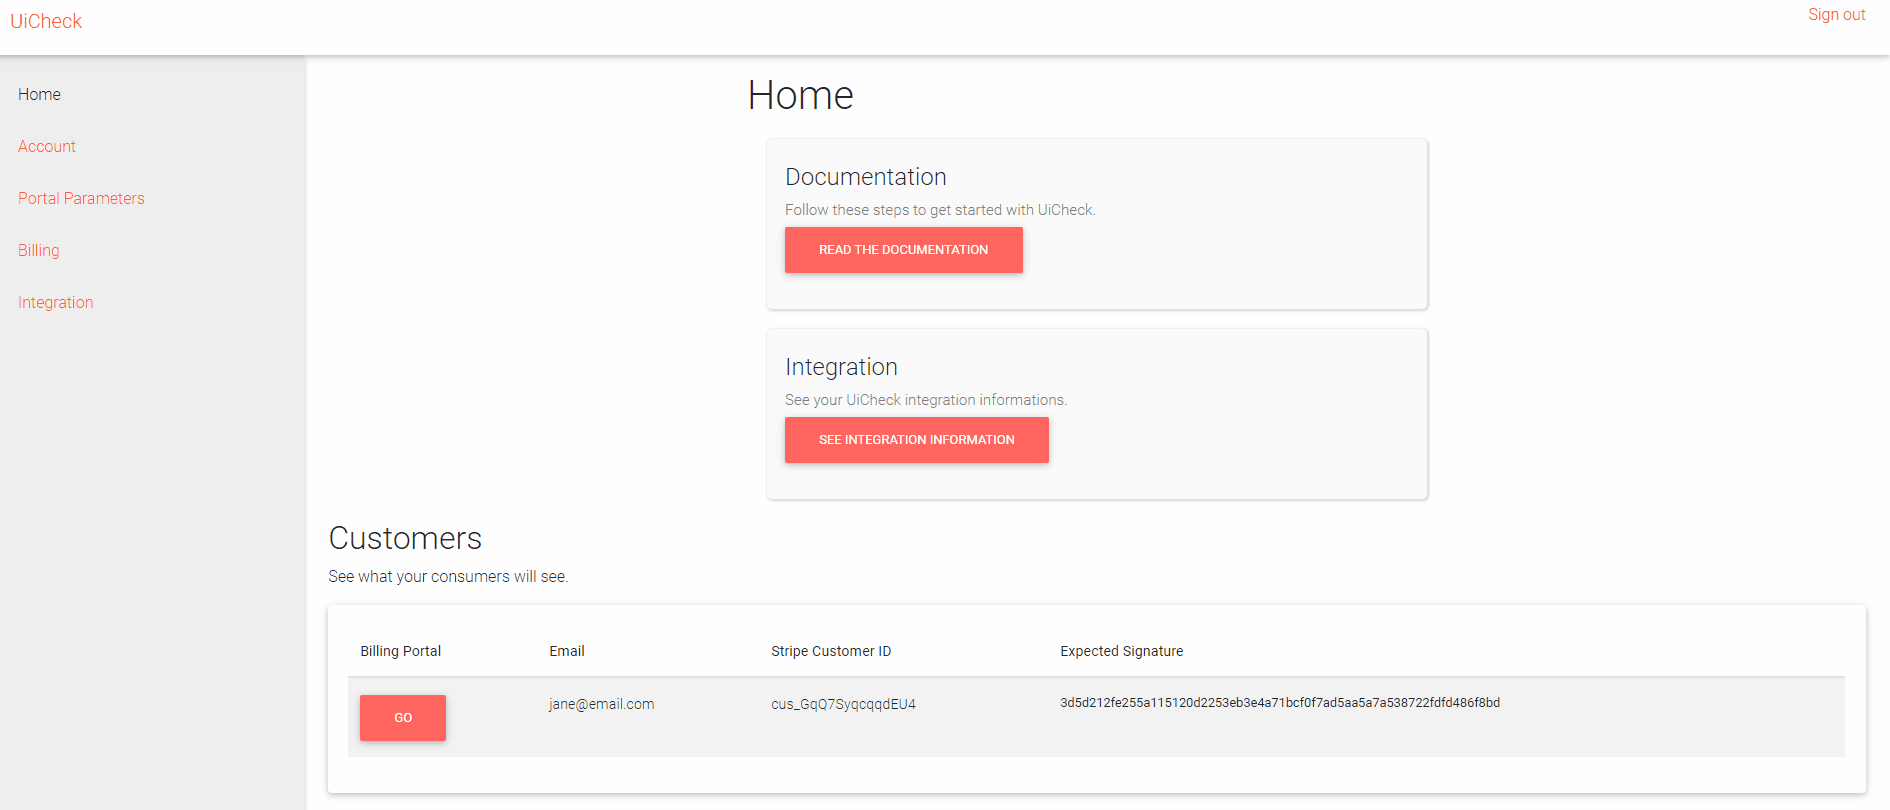 UiCheck
Sign out
Home
Account
Portal Parameters
Billing
Integration
Home
Documentation
Follow these steps to get started with UiCheck.
READ THE DOCUMENTATION
Integration
See your UiCheck integration informations.
SEE INTEGRATION INFORMATION
Customers
See what your consumers will see.
Billing Portal Email Stripe Customer ID Expected Signature
GO jane@email.com cus_GqQ7SyqcqqdEU4 3d5d212fe255a115120d2253eb3e4a71bcf0f7ad5aa5a7a538722fdfd486f8bd